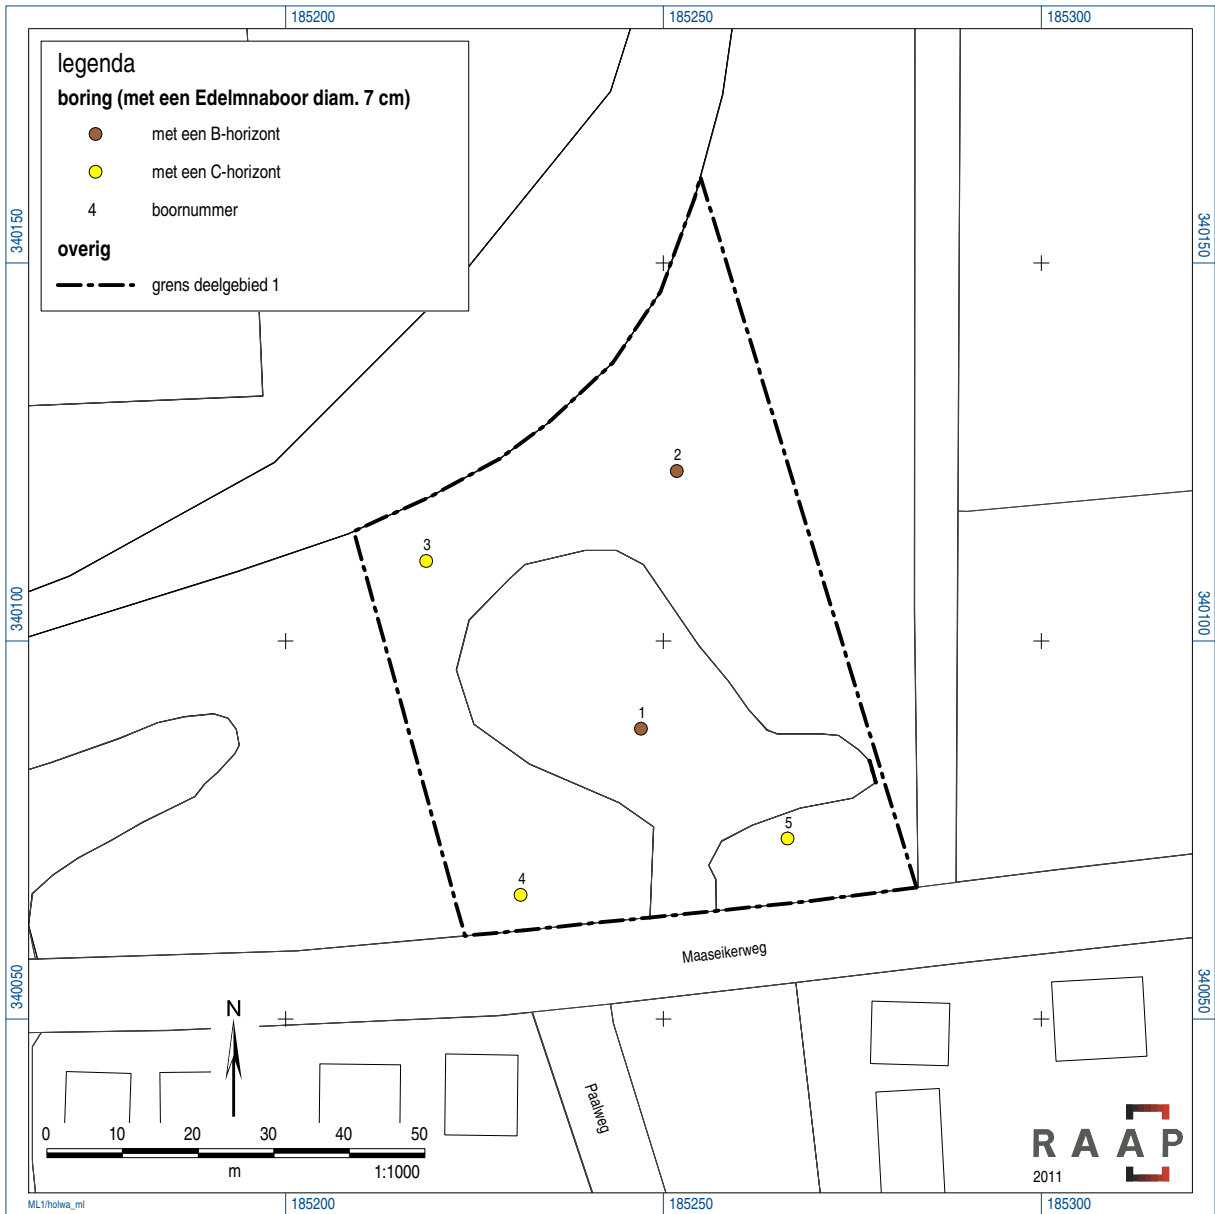 185200 185250 185300
legenda
boring (met een Edelmnaboor diam. 7 cm)
met een B-horizont
met een C-horizont
4 boornummer
overig
grens deelgebied 1
340150 340150
2
3
340100 340100
1
5
4
Maaseikerweg
340050 340050
N
Paalweg
0 10 20 30 40 50
m 1:1000
RAAP
2011
ML1/holwa_ml
185200 185250 185300